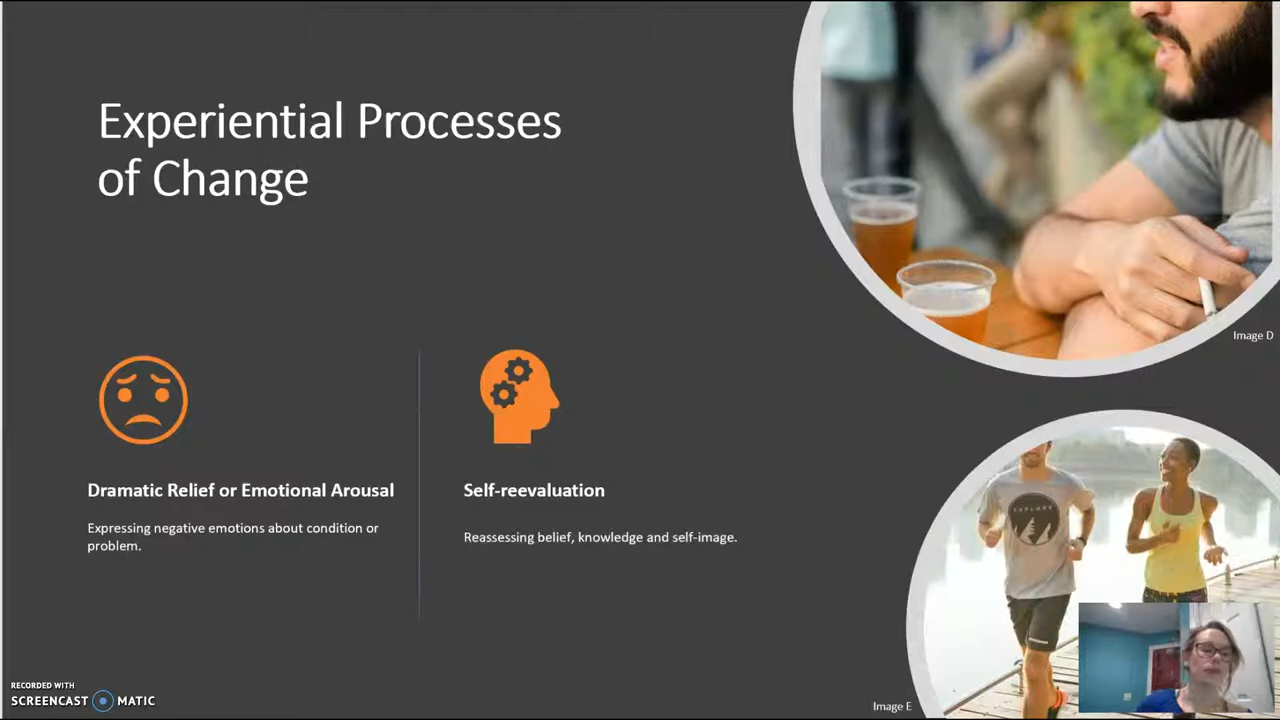 Experiential Processes
of Change
Image D
Dramatic Relief or Emotional Arousal
Expressing negative emotions about condition or
problem.
Self-reevaluation
Reassessing belief, knowledge and self-image.
EXPLORE
Image E
RECORDED WITH
SCREENCAST MATIC